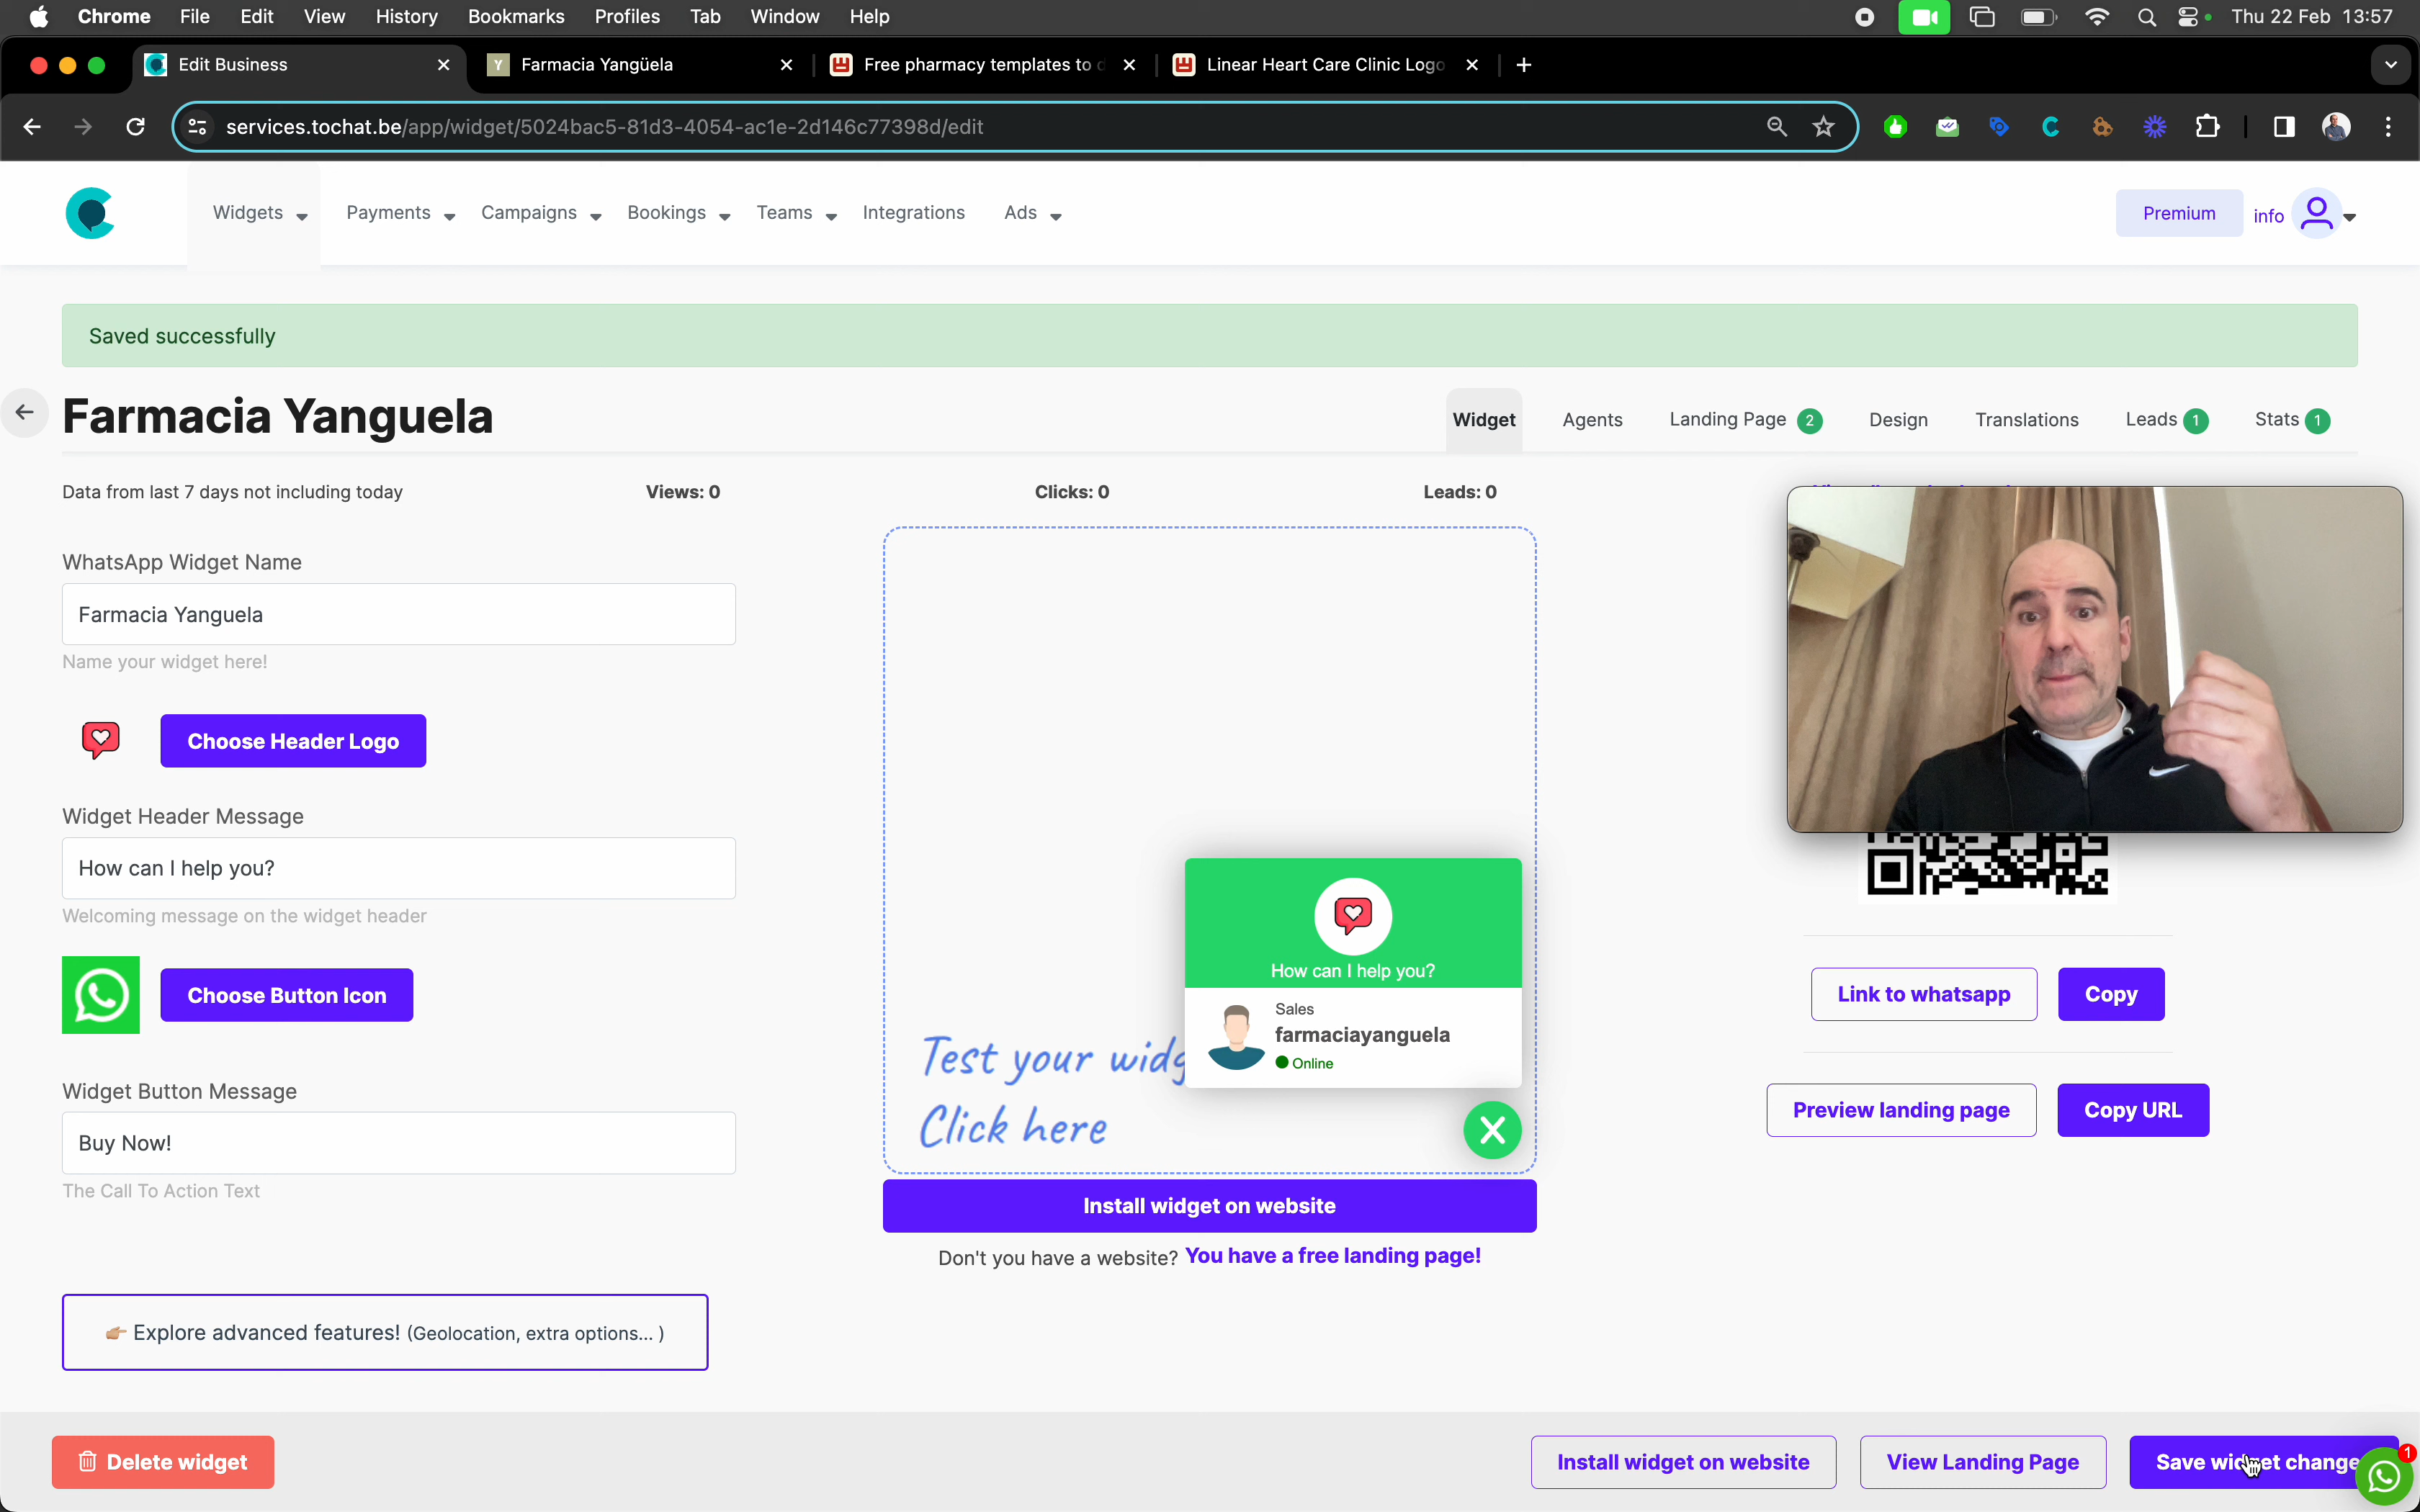 Chrome File Edit View History Bookmarks Profiles Tab Window Help Thu 22 Feb 13:57
Edit Business Farmacia Yangüela Free pharmacy templates to Linear Heart Care Clinic Logo
services.tochat.be/app/widget/5024bac5-81d3-4054-ac1e-2d146c77398d/edit
Widgets Payments Campaigns Bookings Teams Integrations Ads Premium info
Saved successfully
Farmacia Yanguela
Widget Agents Landing Page 2 Design Translations Leads 1 Stats 1
Data from last 7 days not including today Views: 0 Clicks: 0 Leads: 0
WhatsApp Widget Name
Farmacia Yanguela
Name your widget here!
Choose Header Logo
Widget Header Message
How can I help you?
Welcoming message on the widget header
Choose Button Icon
Widget Button Message
Buy Now!
The Call To Action Text
👉🏼 Explore advanced features! (Geolocation, extra options... )
How can I help you?
Sales
farmaciayanguela
Online
Test your
Click here
Install widget on website
Don't you have a website? You have a free landing page!
Link to whatsapp Copy
Preview landing page Copy URL
Delete widget Install widget on website View Landing Page Save widget change
1